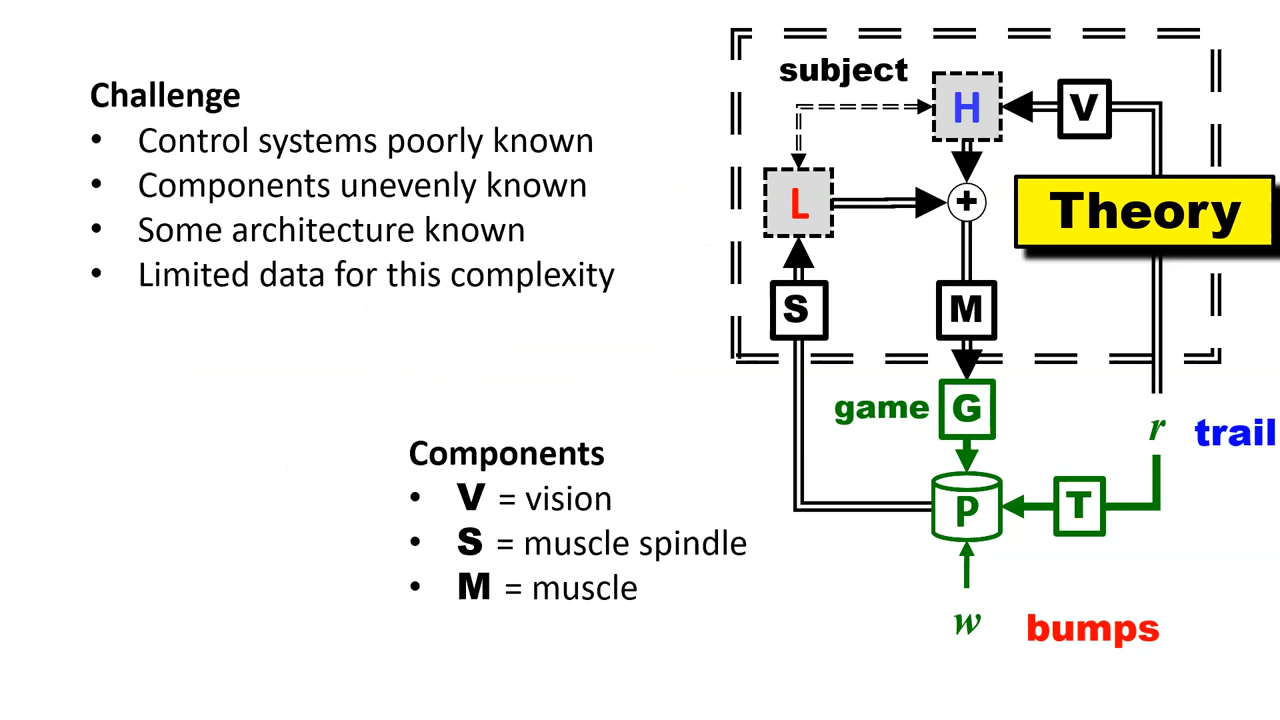 Challenge
• Control systems poorly known
• Components unevenly known
• Some architecture known
• Limited data for this complexity
Components
• V = vision
• S = muscle spindle
• M = muscle
subject
H
V
L
+
Theory
S
M
game
G
r
trail
P
T
w
bumps